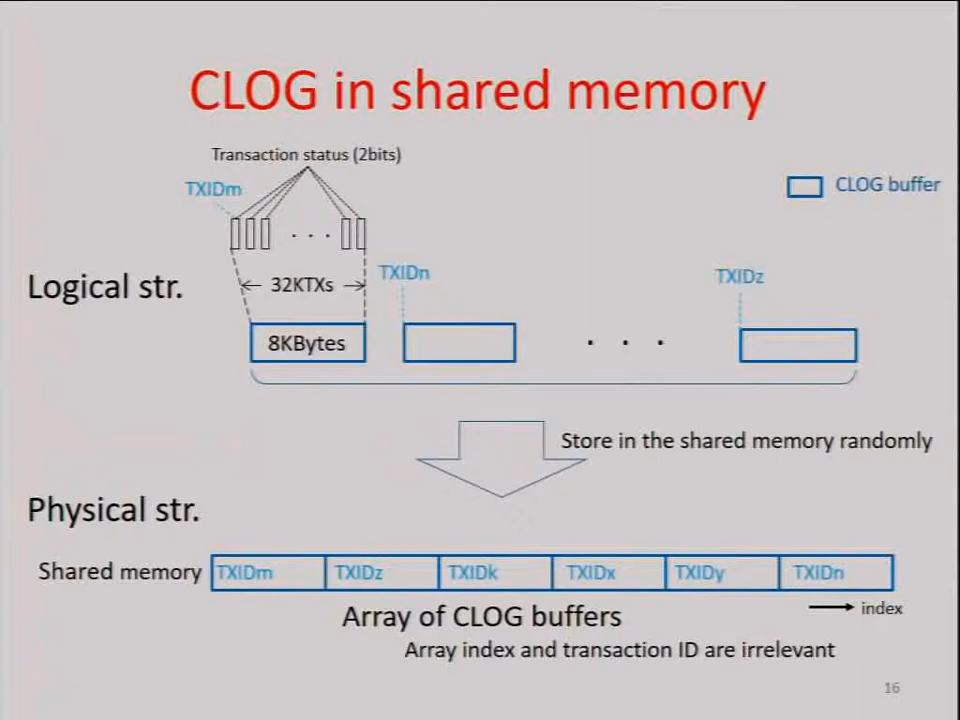 CLOG in shared memory
Transaction status (2bits)
TXIDm
CLOG buffer
. . .
Logical str.
32KTXs
TXIDn
TXIDz
8KBytes
. . .
Store in the shared memory randomly
Physical str.
Shared memory
TXIDm
TXIDz
TXIDk
TXIDx
TXIDy
TXIDn
index
Array of CLOG buffers
Array index and transaction ID are irrelevant
16